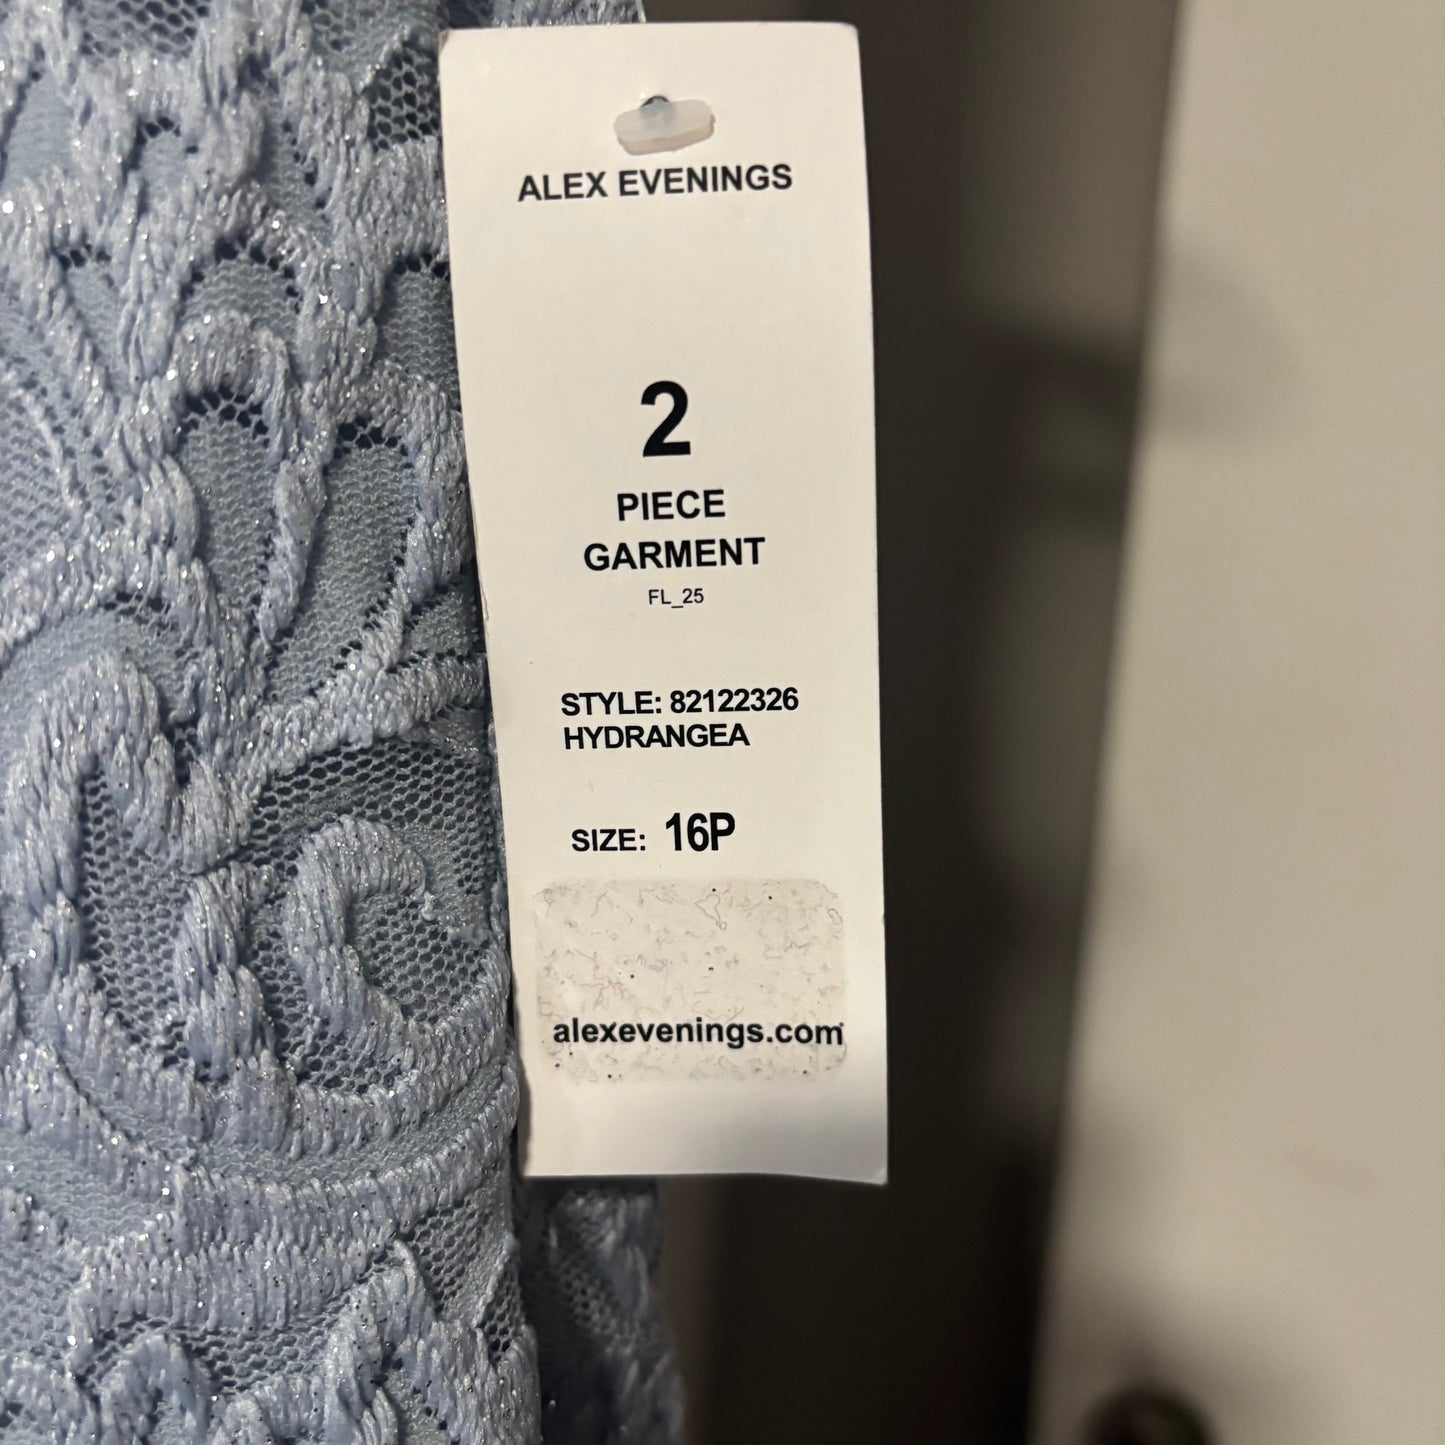 ALEX EVENINGS
2
PIECE
GARMENT
FL_25
STYLE: 82122326
HYDRANGEA
SIZE: 16P
alexevenings.com